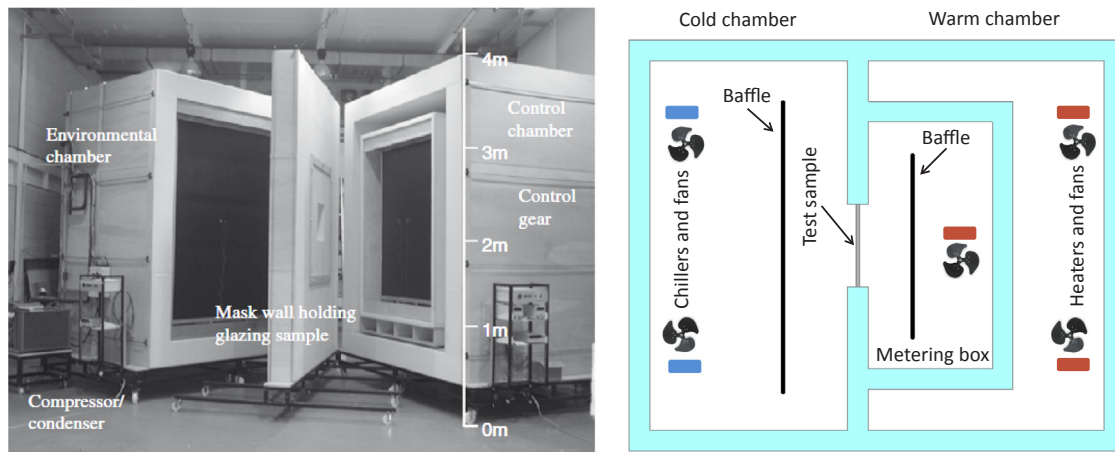 4m
Control
chamber
Environmental
chamber
3m
Control
gear
2m
Mask wall holding
glazing sample
1m
Compressor/
condenser
0m
Cold chamber
Warm chamber
Baffle
Baffle
Chillers and fans
Test sample
Heaters and fans
Metering box